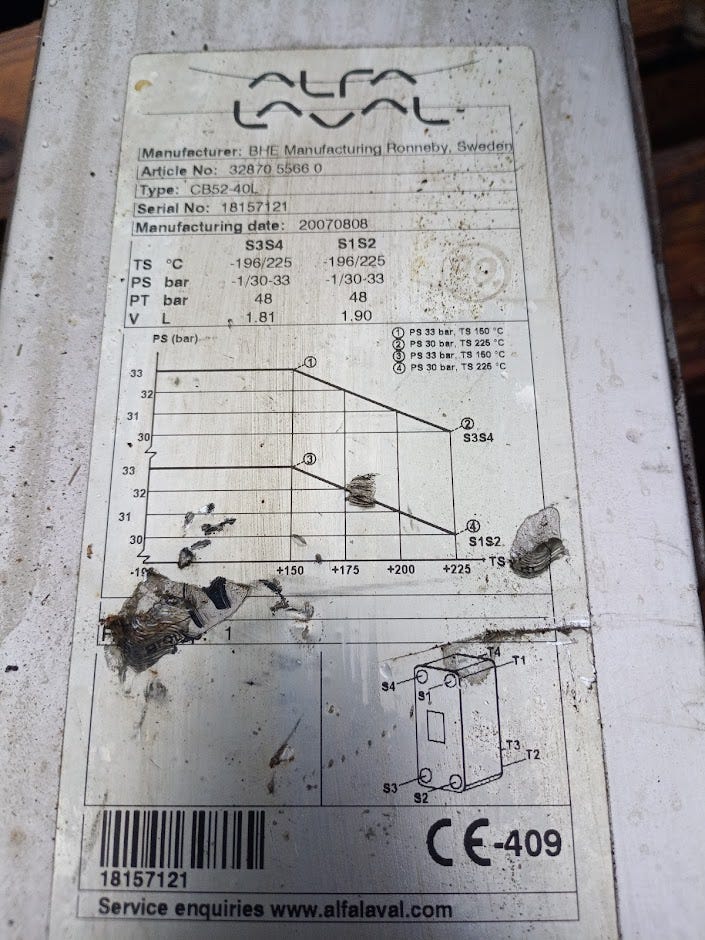 ALFA
LAVAL
Manufacturer: BHE Manufacturing Ronneby, Sweden
Article No: 32870 5566 0
Type: CB52-40L
Serial No: 18157121
Manufacturing date: 20070808
S3S4 S1S2
TS °C -196/225 -196/225
PS bar -1/30-33 -1/30-33
PT bar 48 48
V L 1.81 1.90
PS (bar)
① PS 33 bar, TS 150 °C
② PS 30 bar, TS 225 °C
③ PS 33 bar, TS 150 °C
④ PS 30 bar, TS 225 °C
33 ①
32
31
30 ②
S3S4
33 ③
32
31
30 ④
S1S2
+150 +175 +200 +225 TS
1
T4
T1
S4
S1
T3
T2
S3
S2
18157121
CE-409
Service enquiries www.alfalaval.com